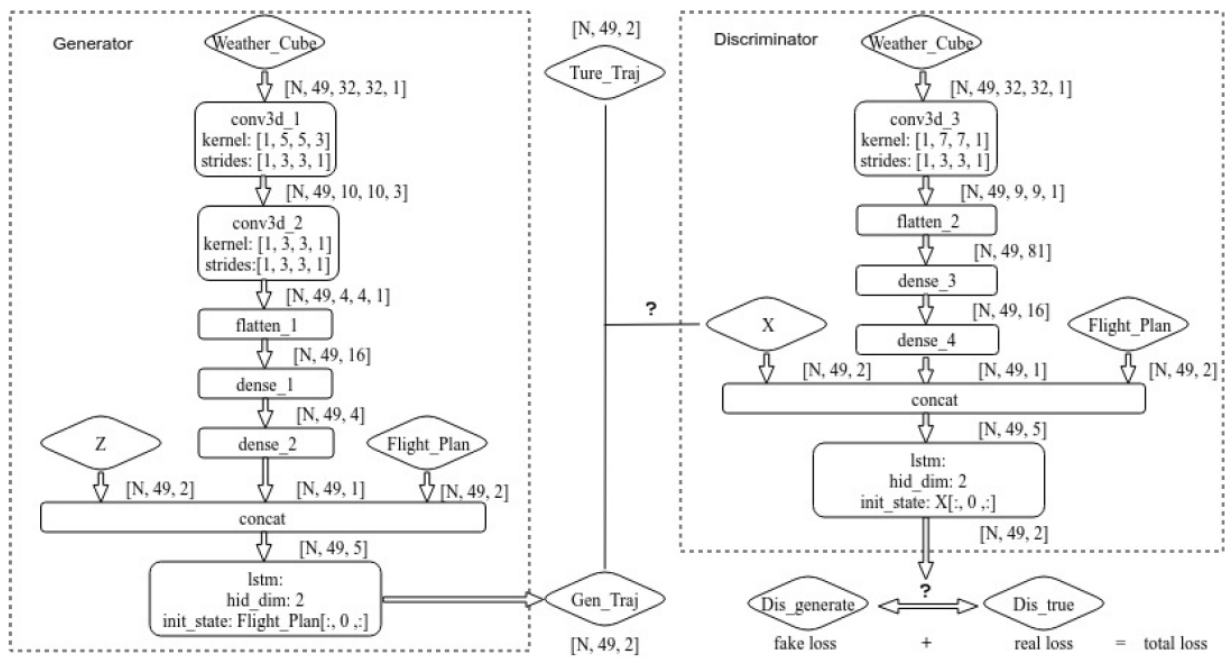 Generator
Weather_Cube
[N, 49, 32, 32, 1]
conv3d_1
kernel: [1, 5, 5, 3]
strides: [1, 3, 3, 1]
[N, 49, 10, 10, 3]
conv3d_2
kernel: [1, 3, 3, 1]
strides:[1, 3, 3, 1]
[N, 49, 4, 4, 1]
flatten_1
[N, 49, 16]
dense_1
[N, 49, 4]
Z
dense_2
Flight_Plan
[N, 49, 2]
[N, 49, 1]
[N, 49, 2]
concat
[N, 49, 5]
lstm:
hid_dim: 2
init_state: Flight_Plan[:, 0 ,:]
[N, 49, 2]
Ture_Traj
?
Gen_Traj
[N, 49, 2]
Discriminator
Weather_Cube
[N, 49, 32, 32, 1]
conv3d_3
kernel: [1, 7, 7, 1]
strides: [1, 3, 3, 1]
[N, 49, 9, 9, 1]
flatten_2
[N, 49, 81]
dense_3
[N, 49, 16]
X
dense_4
Flight_Plan
[N, 49, 2]
[N, 49, 1]
[N, 49, 2]
concat
[N, 49, 5]
lstm:
hid_dim: 2
init_state: X[:, 0 ,:]
[N, 49, 2]
?
Dis_generate
Dis_true
fake loss + real loss = total loss